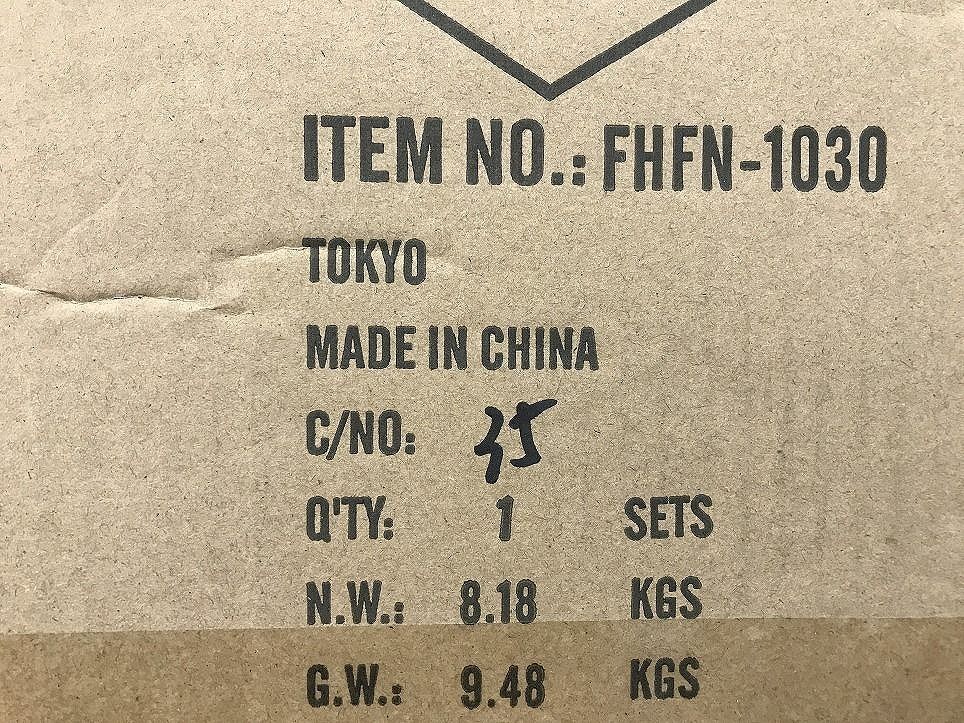 ITEM NO.: FHFN-1030
TOKYO
MADE IN CHINA
C/NO: 35
Q'TY: 1 SETS
N.W.: 8.18 KGS
G.W.: 9.48 KGS